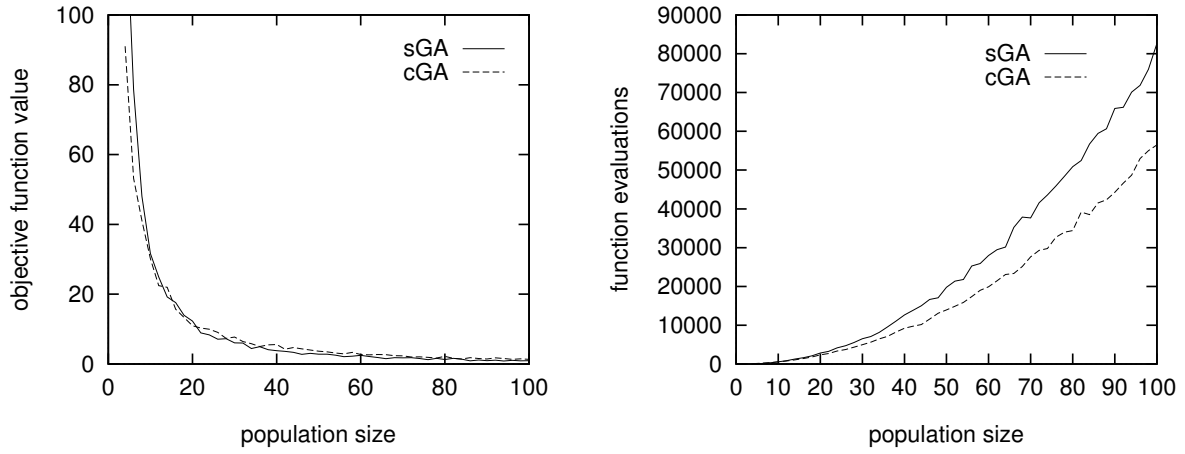 objective function value
100
80
60
40
20
0
0 20 40 60 80 100
population size
sGA
cGA
function evaluations
90000
80000
70000
60000
50000
40000
30000
20000
10000
0
0 10 20 30 40 50 60 70 80 90 100
population size
sGA
cGA